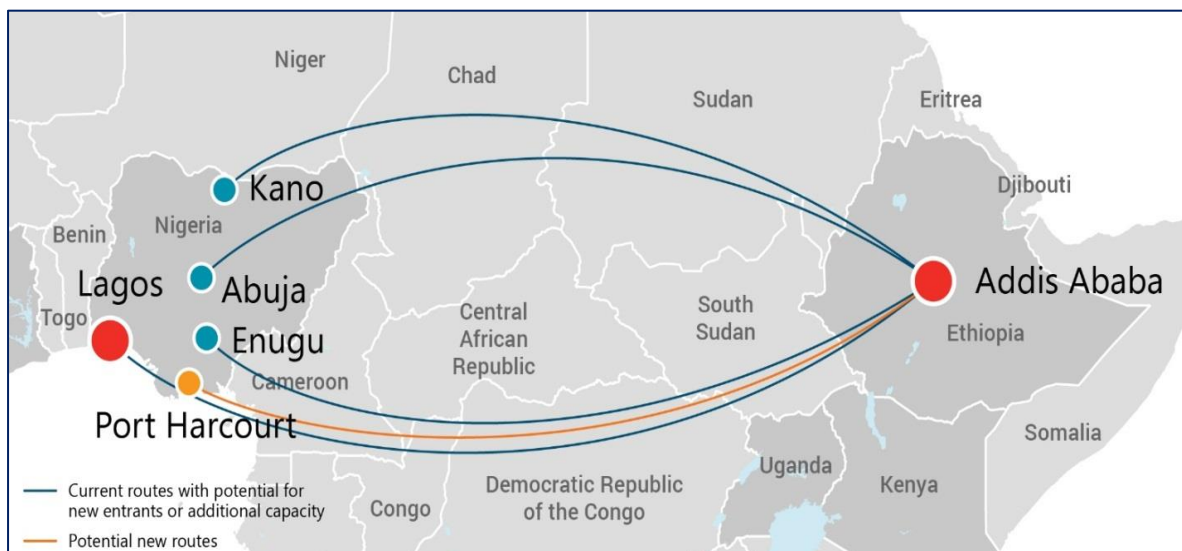 Niger
Chad
Sudan
Eritrea
Kano
Djibouti
Nigeria
Benin
Lagos
Abuja
Addis Ababa
Togo
Enugu
Central
African
Republic
South
Sudan
Ethiopia
Cameroon
Port Harcourt
Somalia
Uganda
Kenya
Congo
Democratic Republic
of the Congo
Current routes with potential for
new entrants or additional capacity
Potential new routes